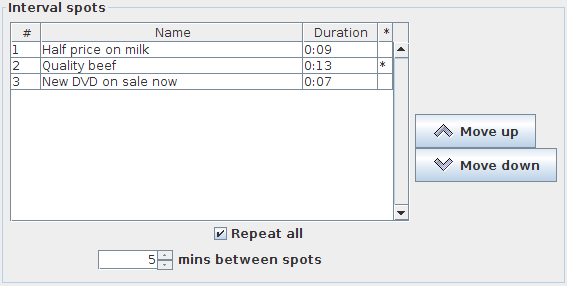 Interval spots
# Name Duration *
1 Half price on milk 0:09
2 Quality beef 0:13 *
3 New DVD on sale now 0:07
Move up
Move down
Repeat all
5 mins between spots